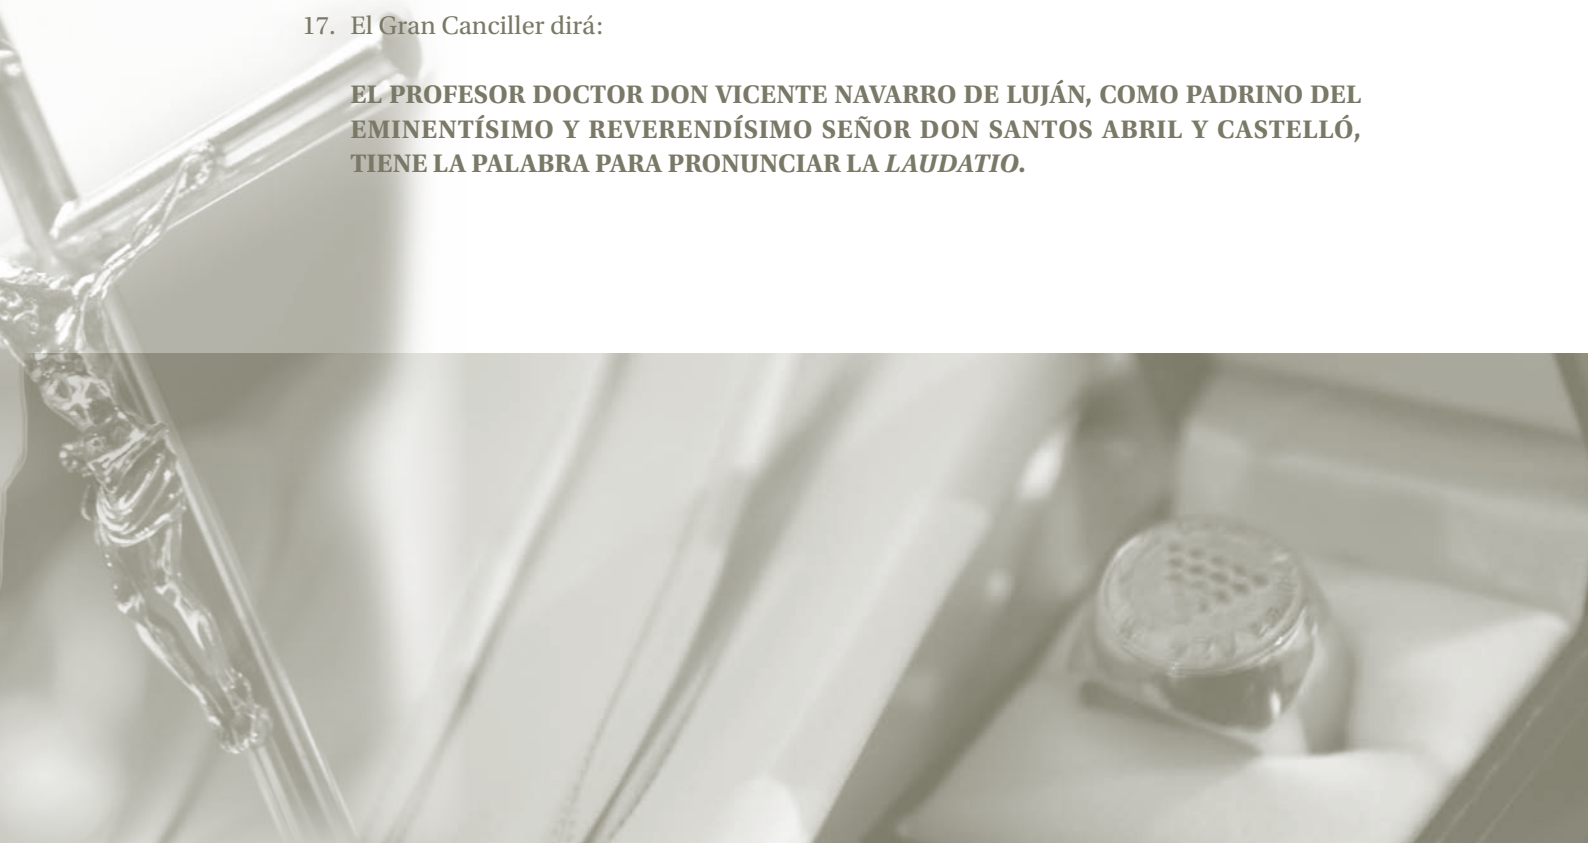 17. El Gran Canciller dirá:
EL PROFESOR DOCTOR DON VICENTE NAVARRO DE LUJÁN, COMO PADRINO DEL
EMINENTÍSIMO Y REVERENDÍSIMO SEÑOR DON SANTOS ABRIL Y CASTELLÓ,
TIENE LA PALABRA PARA PRONUNCIAR LA LAUDATIO.